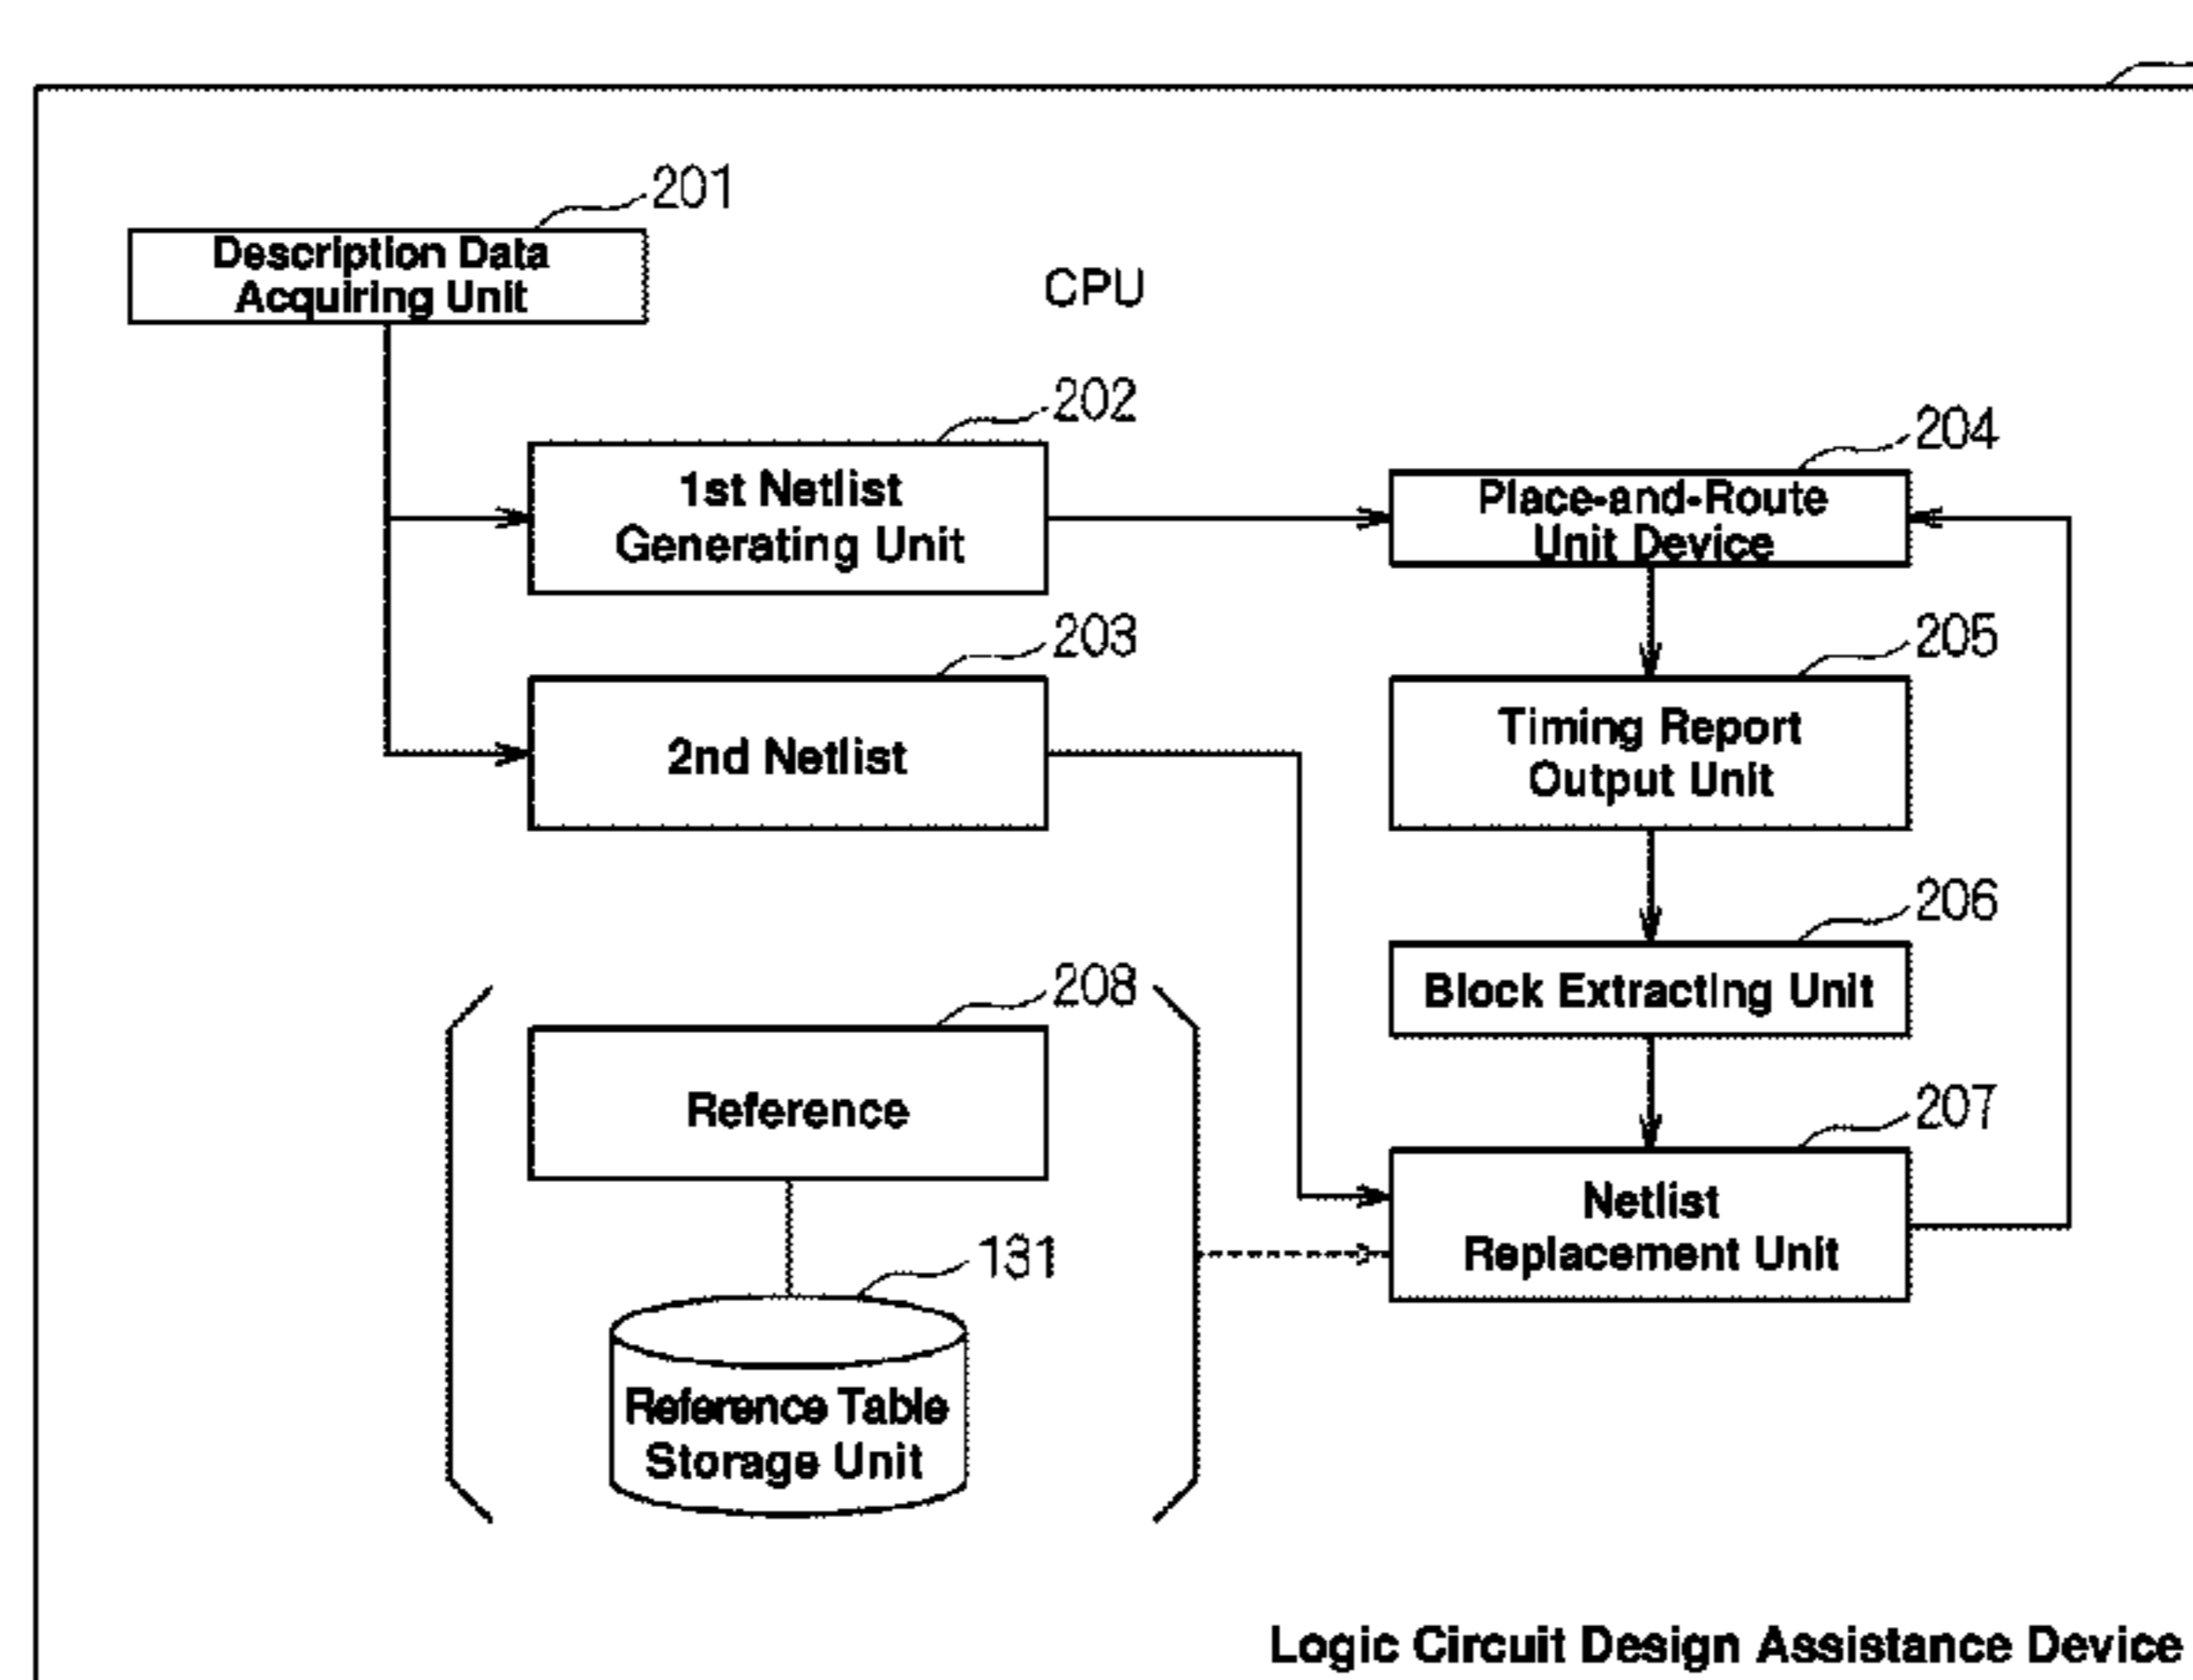 201
Description Data
Acquiring Unit
CPU
202
1st Netlist
Generating Unit
204
Place-and-Route
Unit Device
203
2nd Netlist
205
Timing Report
Output Unit
206
Block Extracting Unit
208
Reference
207
Netlist
Replacement Unit
131
Reference Table
Storage Unit
Logic Circuit Design Assistance Device